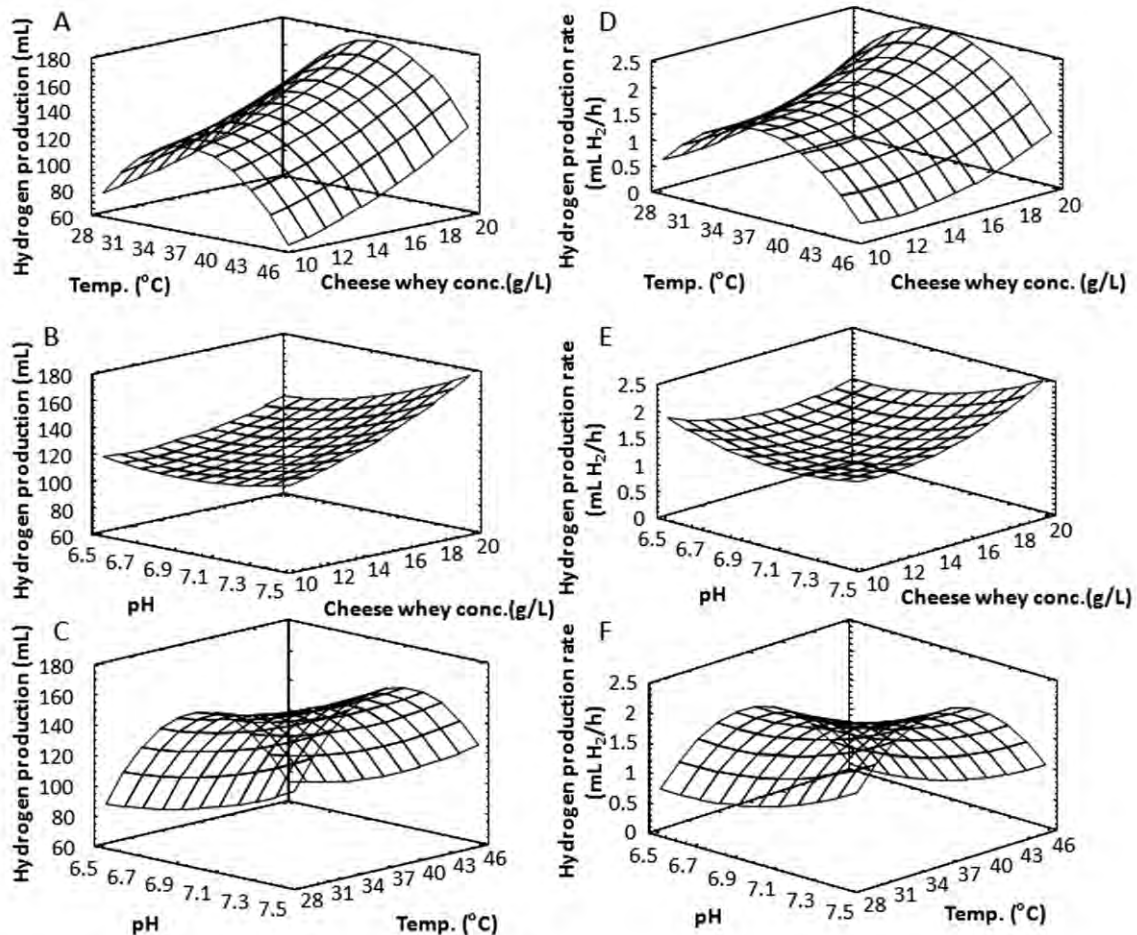 A
Hydrogen production (mL)
180
160
140
120
100
80
60
28 31 34 37 40 43 46
10 12 14 16 18 20
Temp. (°C)
Cheese whey conc.(g/L)
D
Hydrogen production rate
(mL H₂/h)
2.5
2
1.5
1
0.5
0
28 31 34 37 40 43 46
10 12 14 16 18 20
Temp. (°C)
Cheese whey conc. (g/L)
B
Hydrogen production (mL)
180
160
140
120
100
80
60
6.5 6.7 6.9 7.1 7.3 7.5
10 12 14 16 18 20
pH
Cheese whey conc.(g/L)
E
Hydrogen production rate
(mL H₂/h)
2.5
2
1.5
1
0.5
0
6.5 6.7 6.9 7.1 7.3 7.5
10 12 14 16 18 20
pH
Cheese whey conc.(g/L)
C
Hydrogen production (mL)
180
160
140
120
100
80
60
6.5 6.7 6.9 7.1 7.3 7.5
28 31 34 37 40 43 46
pH
Temp. (°C)
F
Hydrogen production rate
(mL H₂/h)
2.5
2
1.5
1
0.5
0
6.5 6.7 6.9 7.1 7.3 7.5
28 31 34 37 40 43 46
pH
Temp. (°C)